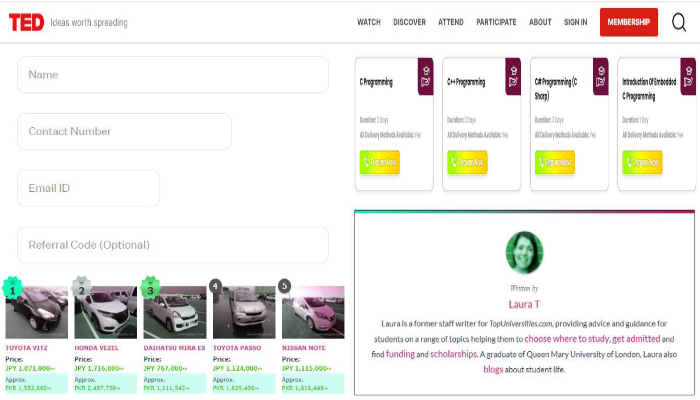 TED Ideas worth spreading
WATCH DISCOVER ATTEND PARTICIPATE ABOUT SIGN IN MEMBERSHIP
Name
Contact Number
Email ID
Referral Code (Optional)
1
TOYOTA VITZ
Price:
JPY 1,071,000~
Approx.
PKR 1,552,660~
2
HONDA VEZEL
Price:
JPY 1,716,000~
Approx.
PKR 2,487,736~
3
DAIHATSU MIRA ES
Price:
JPY 767,000~
Approx.
PKR 1,111,942~
4
TOYOTA PASSO
Price:
JPY 1,124,000~
Approx.
PKR 1,629,496~
5
NISSAN NOTE
Price:
JPY 1,115,000~
Approx.
PKR 1,616,448~
C Programming
Duration: 2 Days
All Delivery Methods Available: Yes
Enquire Now
C++ Programming
Duration: 2 Days
All Delivery Methods Available: Yes
Enquire Now
C# Programming (C
Sharp)
Duration: 2 Days
All Delivery Methods Available: Yes
Enquire Now
Introduction Of Embedded
C Programming
Duration: 1 Day
All Delivery Methods Available: Yes
Enquire Now
Written by
Laura T
Laura is a former staff writer for TopUniversities.com, providing advice and guidance for
students on a range of topics helping them to choose where to study, get admitted and
find funding and scholarships. A graduate of Queen Mary University of London, Laura also
blogs about student life.